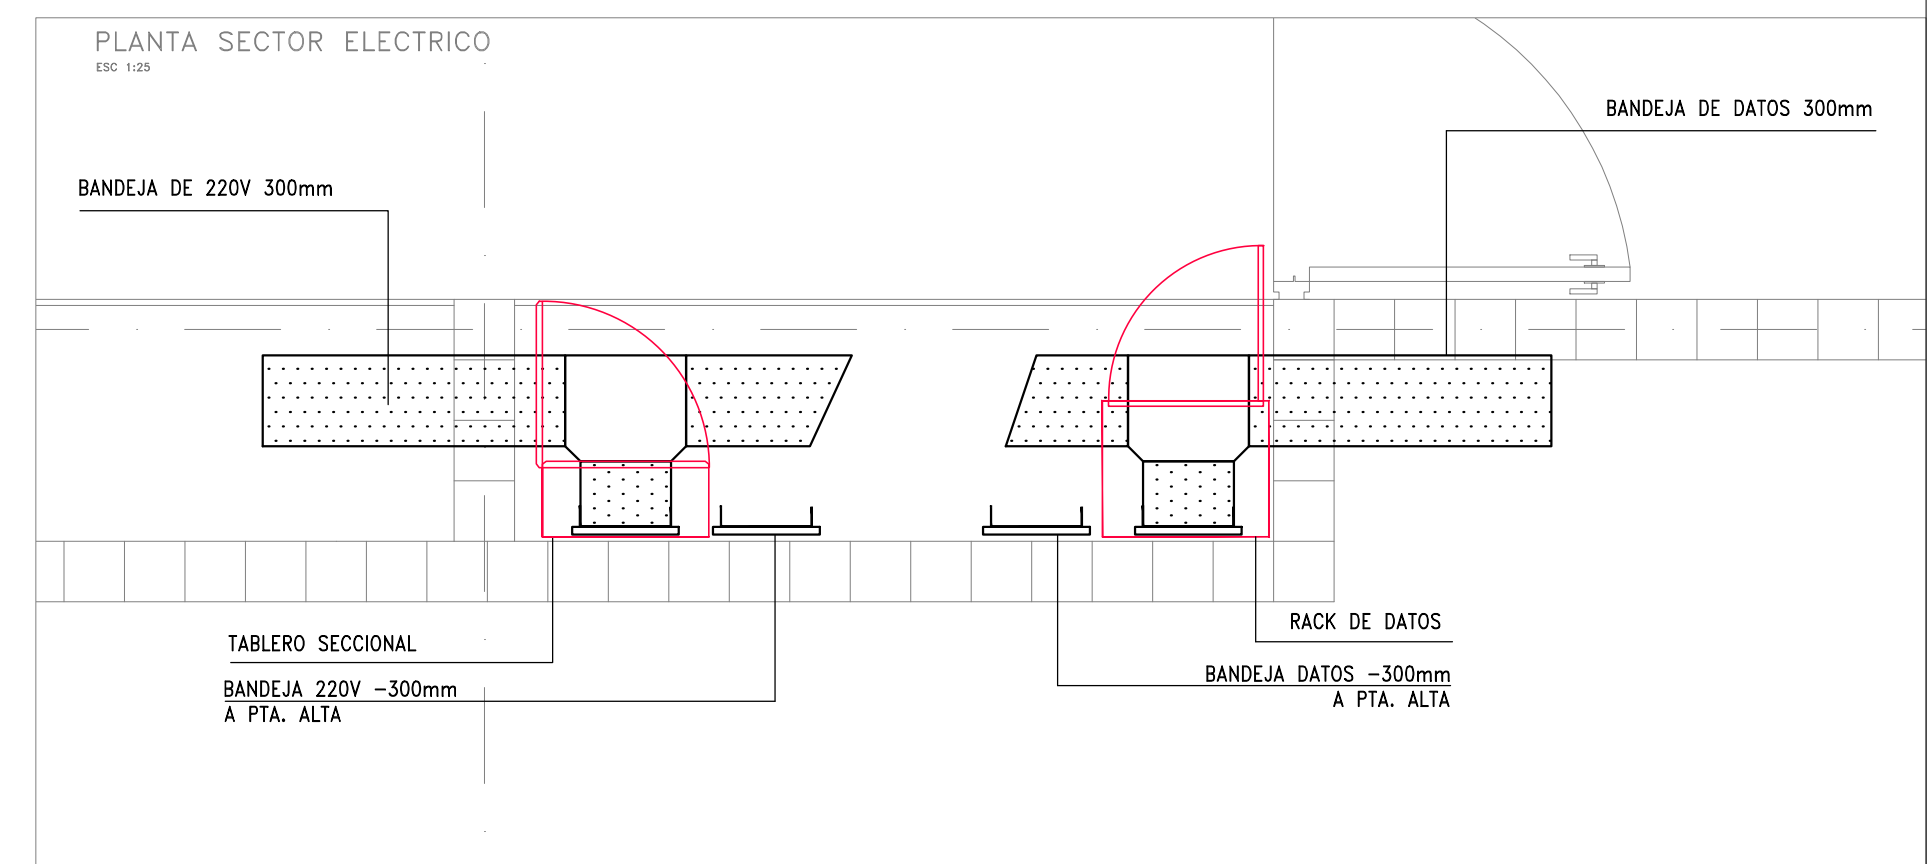 PLANTA SECTOR ELECTRICO
ESC 1:25
BANDEJA DE DATOS 300mm
BANDEJA DE 220V 300mm
TABLERO SECCIONAL
BANDEJA 220V -300mm
A PTA. ALTA
RACK DE DATOS
BANDEJA DATOS -300mm
A PTA. ALTA